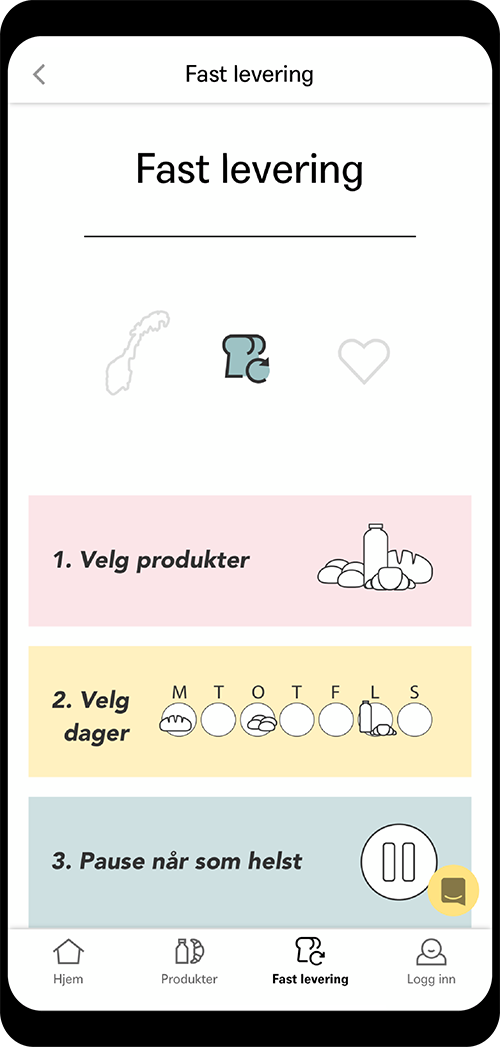 Fast levering
Fast levering
1. Velg produkter
2. Velg
dager
M T O T F L S
3. Pause når som helst
Hjem Produkter Fast levering Logg inn